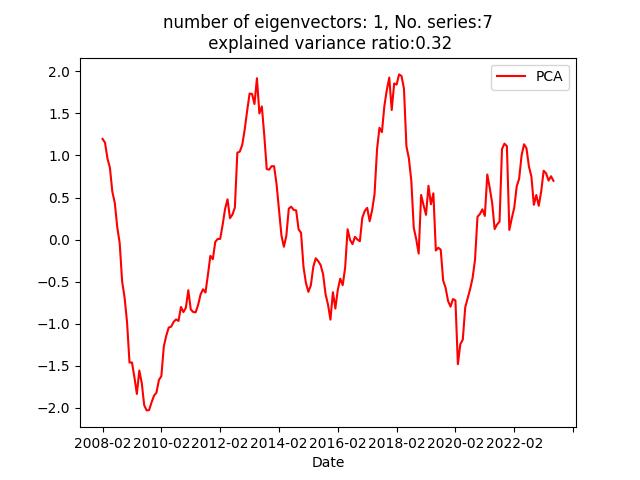 number of eigenvectors: 1, No. series:7
explained variance ratio:0.32
PCA
2.0
1.5
1.0
0.5
0.0
−0.5
−1.0
−1.5
−2.0
2008-02 2010-02 2012-02 2014-02 2016-02 2018-02 2020-02 2022-02
Date